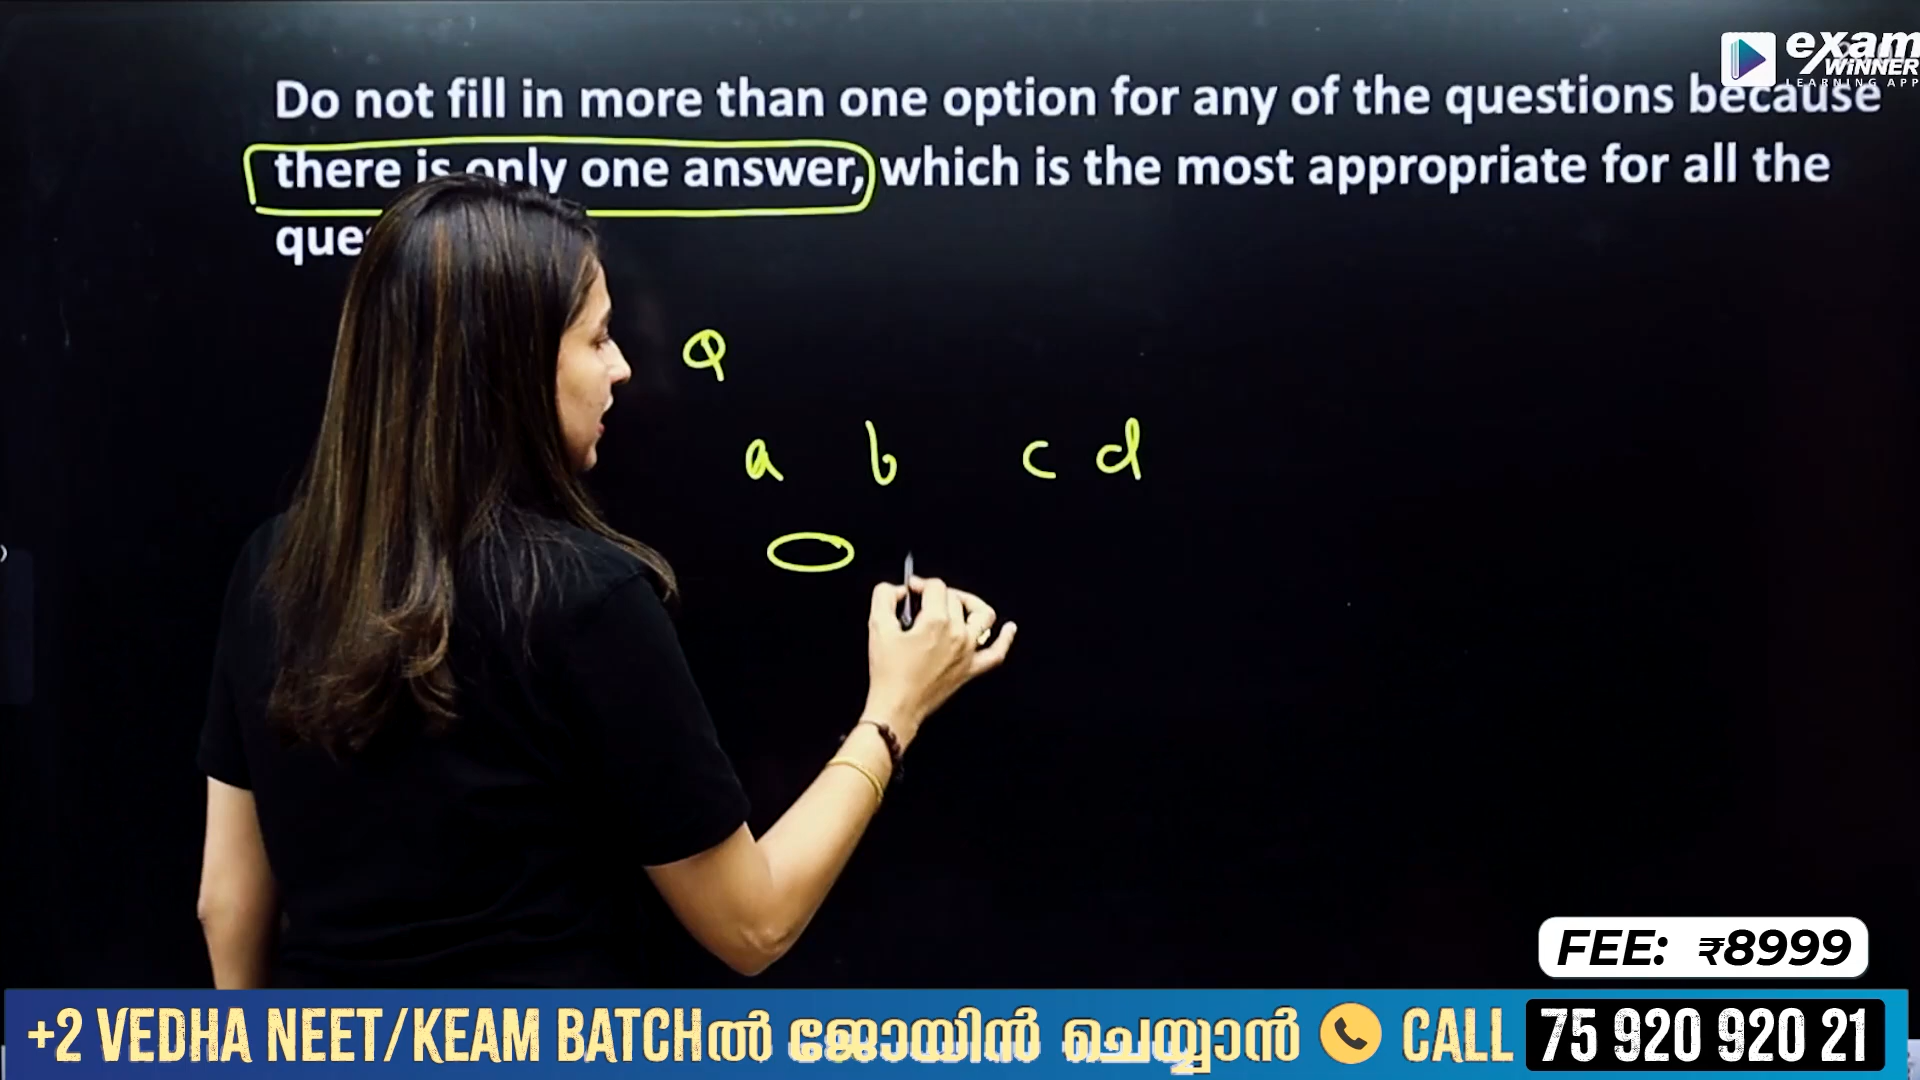 exam
WINNER
LEARNING APP
Do not fill in more than one option for any of the questions because
there is only one answer, which is the most appropriate for all the
Q
a b c d
FEE: ₹8999
+2 VEDHA NEET/KEAM BATCHൽ ജോയിൻ ചെയ്യാൻ CALL 75 920 920 21